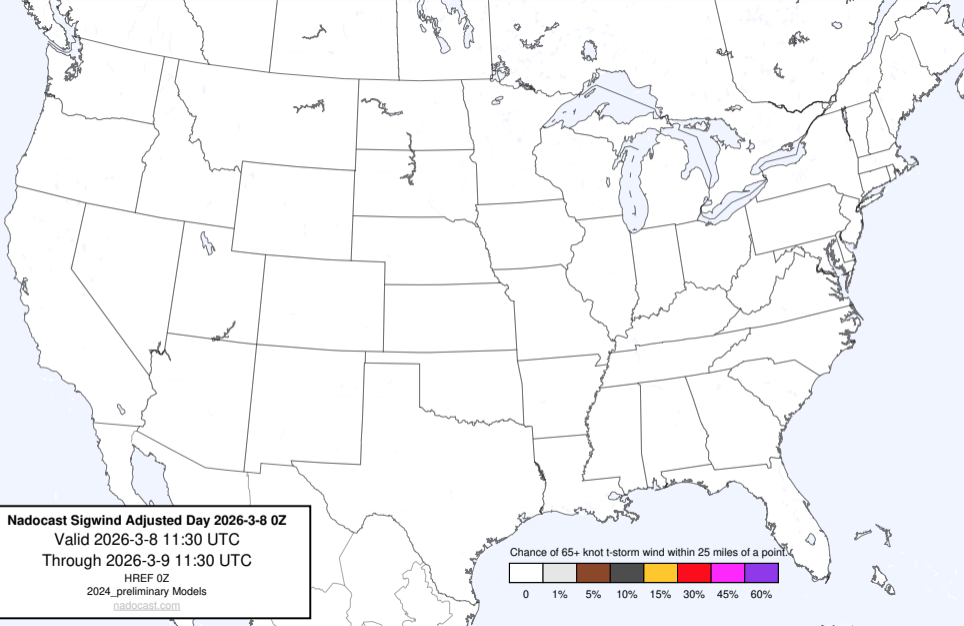 Nadocast Sigwind Adjusted Day 2026-3-8 0Z
Valid 2026-3-8 11:30 UTC
Through 2026-3-9 11:30 UTC
HREF 0Z
2024_preliminary Models
nadocast.com
Chance of 65+ knot t-storm wind within 25 miles of a point.
0 1% 5% 10% 15% 30% 45% 60%